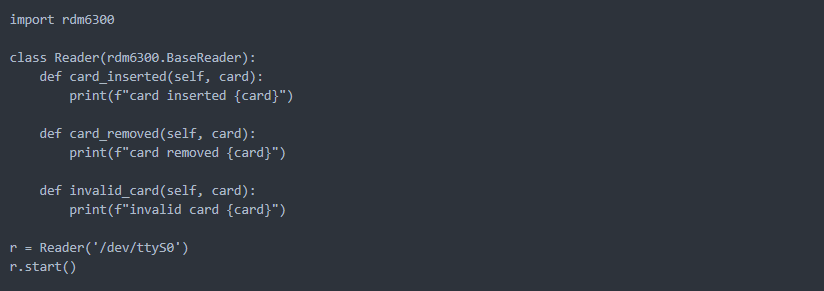 import rdm6300

class Reader(rdm6300.BaseReader):
    def card_inserted(self, card):
        print(f"card inserted {card}")

    def card_removed(self, card):
        print(f"card removed {card}")

    def invalid_card(self, card):
        print(f"invalid card {card}")

r = Reader('/dev/ttyS0')
r.start()